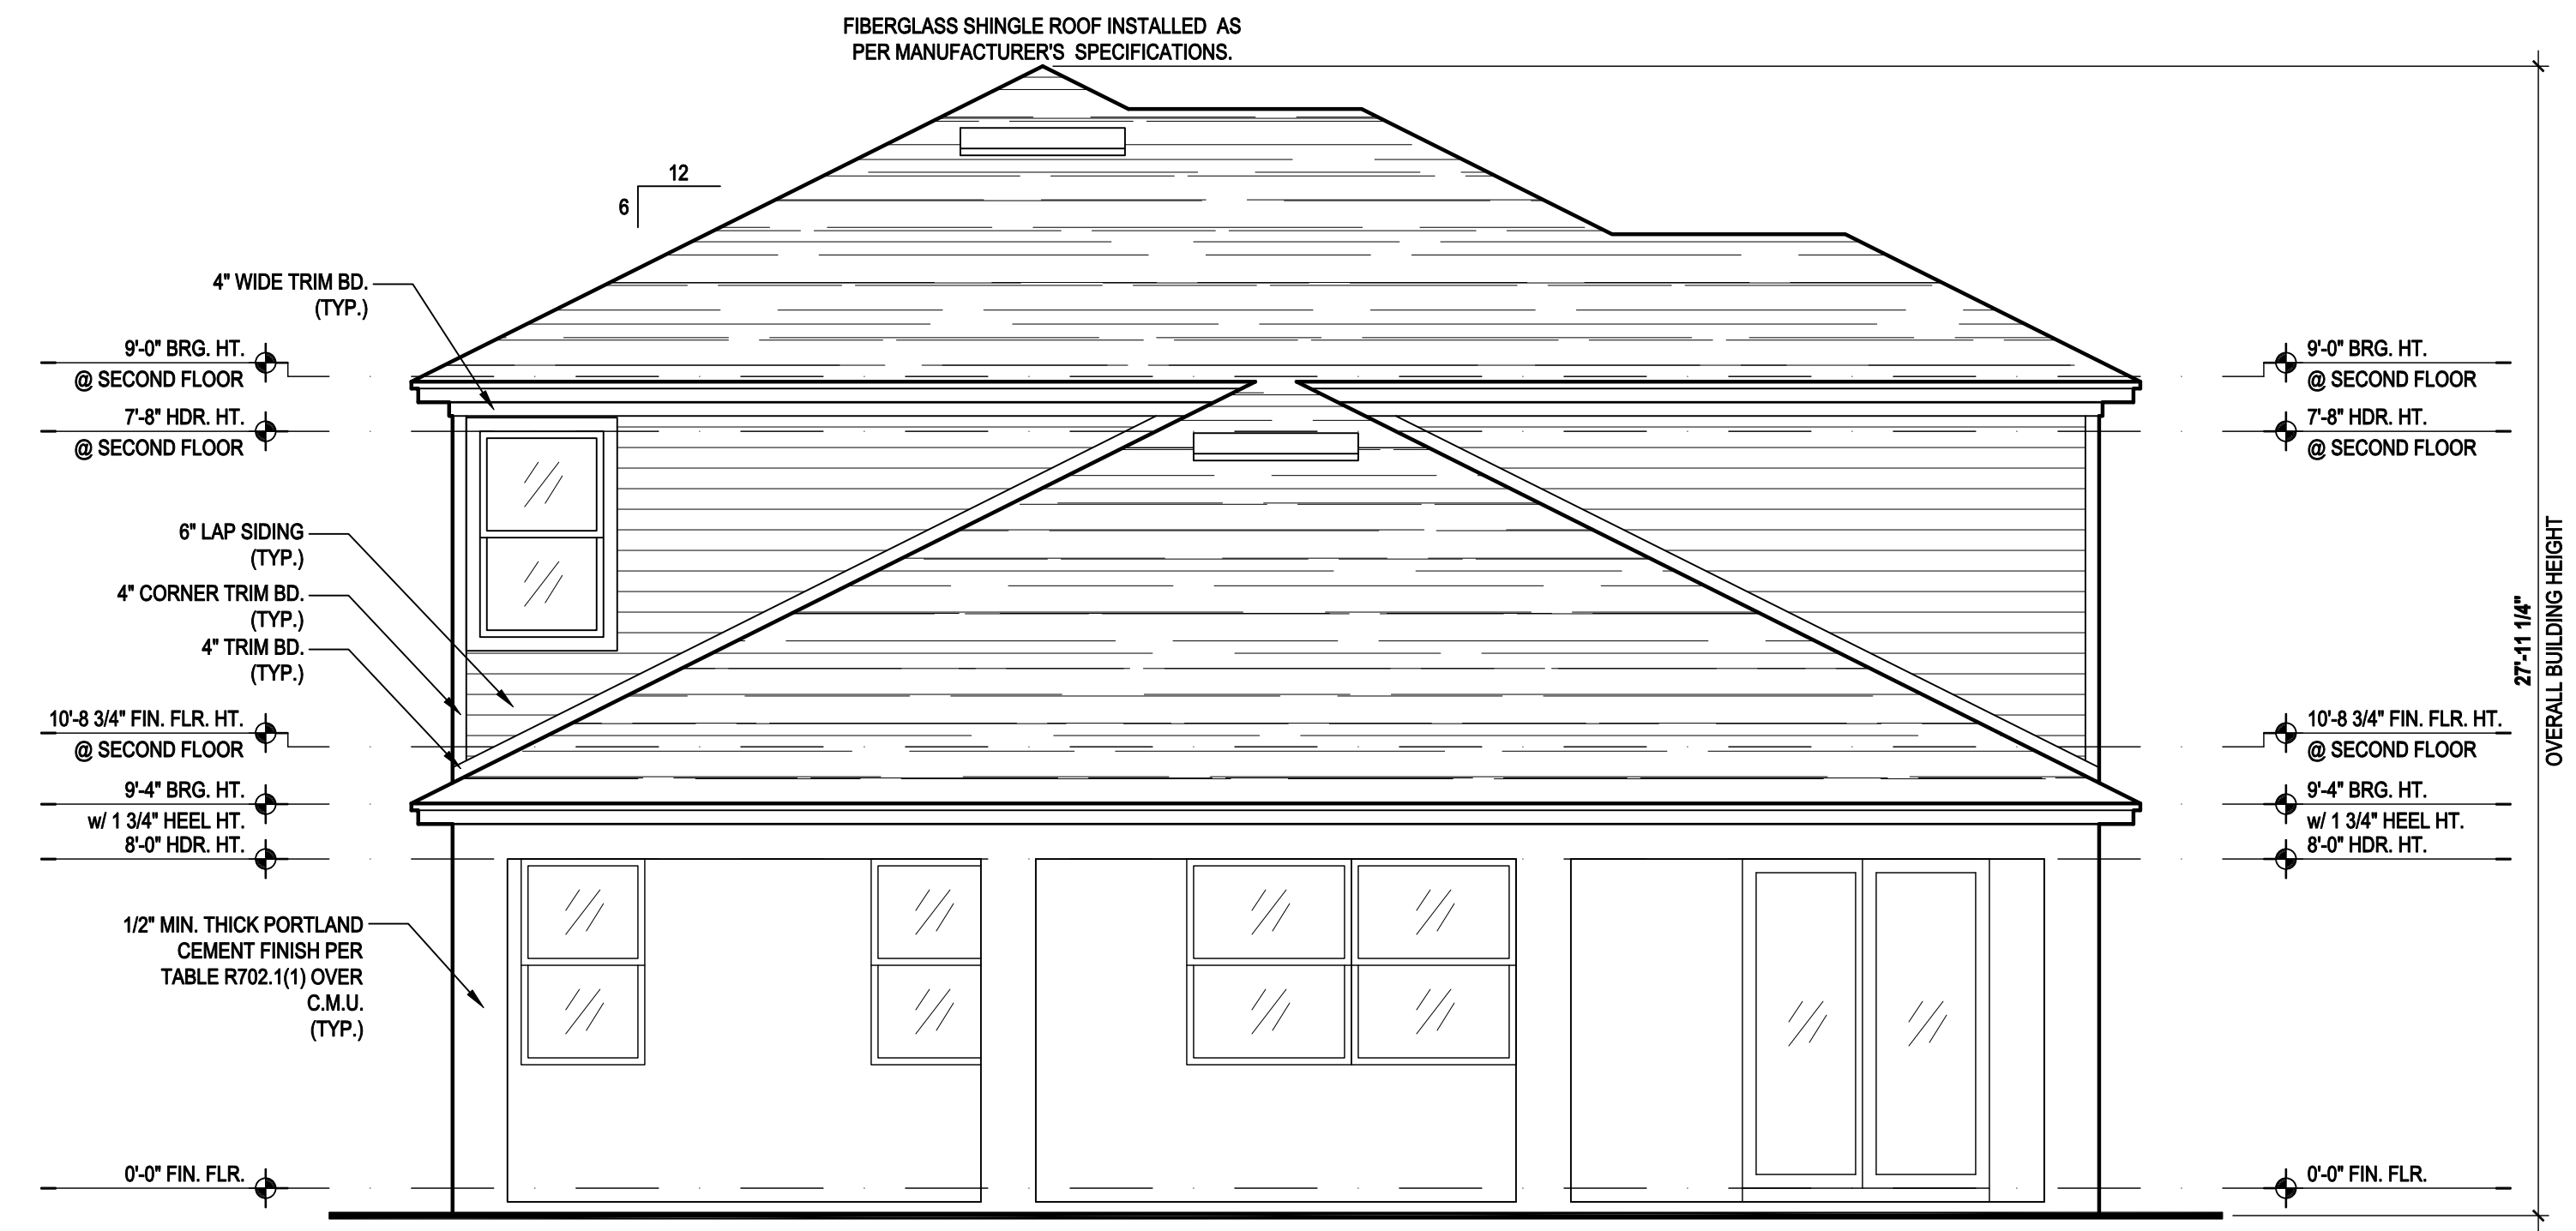 FIBERGLASS SHINGLE ROOF INSTALLED AS
PER MANUFACTURER'S SPECIFICATIONS.
12
6
4" WIDE TRIM BD.
(TYP.)
9'-0" BRG. HT.
@ SECOND FLOOR
7'-8" HDR. HT.
@ SECOND FLOOR
6" LAP SIDING
(TYP.)
4" CORNER TRIM BD.
(TYP.)
4" TRIM BD.
(TYP.)
10'-8 3/4" FIN. FLR. HT.
@ SECOND FLOOR
9'-4" BRG. HT.
w/ 1 3/4" HEEL HT.
8'-0" HDR. HT.
1/2" MIN. THICK PORTLAND
CEMENT FINISH PER
TABLE R702.1(1) OVER
C.M.U.
(TYP.)
0'-0" FIN. FLR.
9'-0" BRG. HT.
@ SECOND FLOOR
7'-8" HDR. HT.
@ SECOND FLOOR
10'-8 3/4" FIN. FLR. HT.
@ SECOND FLOOR
9'-4" BRG. HT.
w/ 1 3/4" HEEL HT.
8'-0" HDR. HT.
0'-0" FIN. FLR.
27'-11 1/4"
OVERALL BUILDING HEIGHT